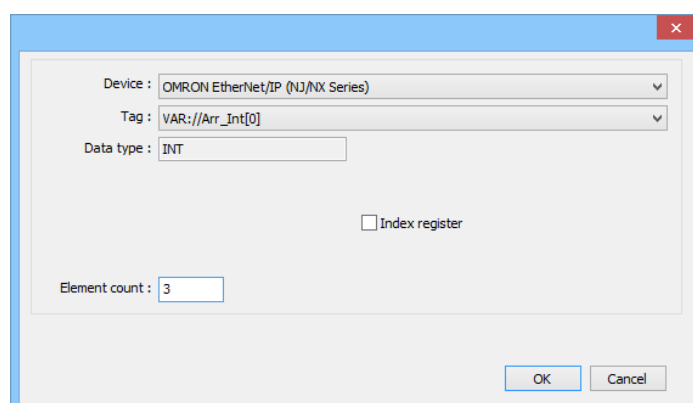 Device : OMRON EtherNet/IP (NJ/NX Series)
Tag : VAR://Arr_Int[0]
Data type : INT
Index register
Element count : 3
OK Cancel